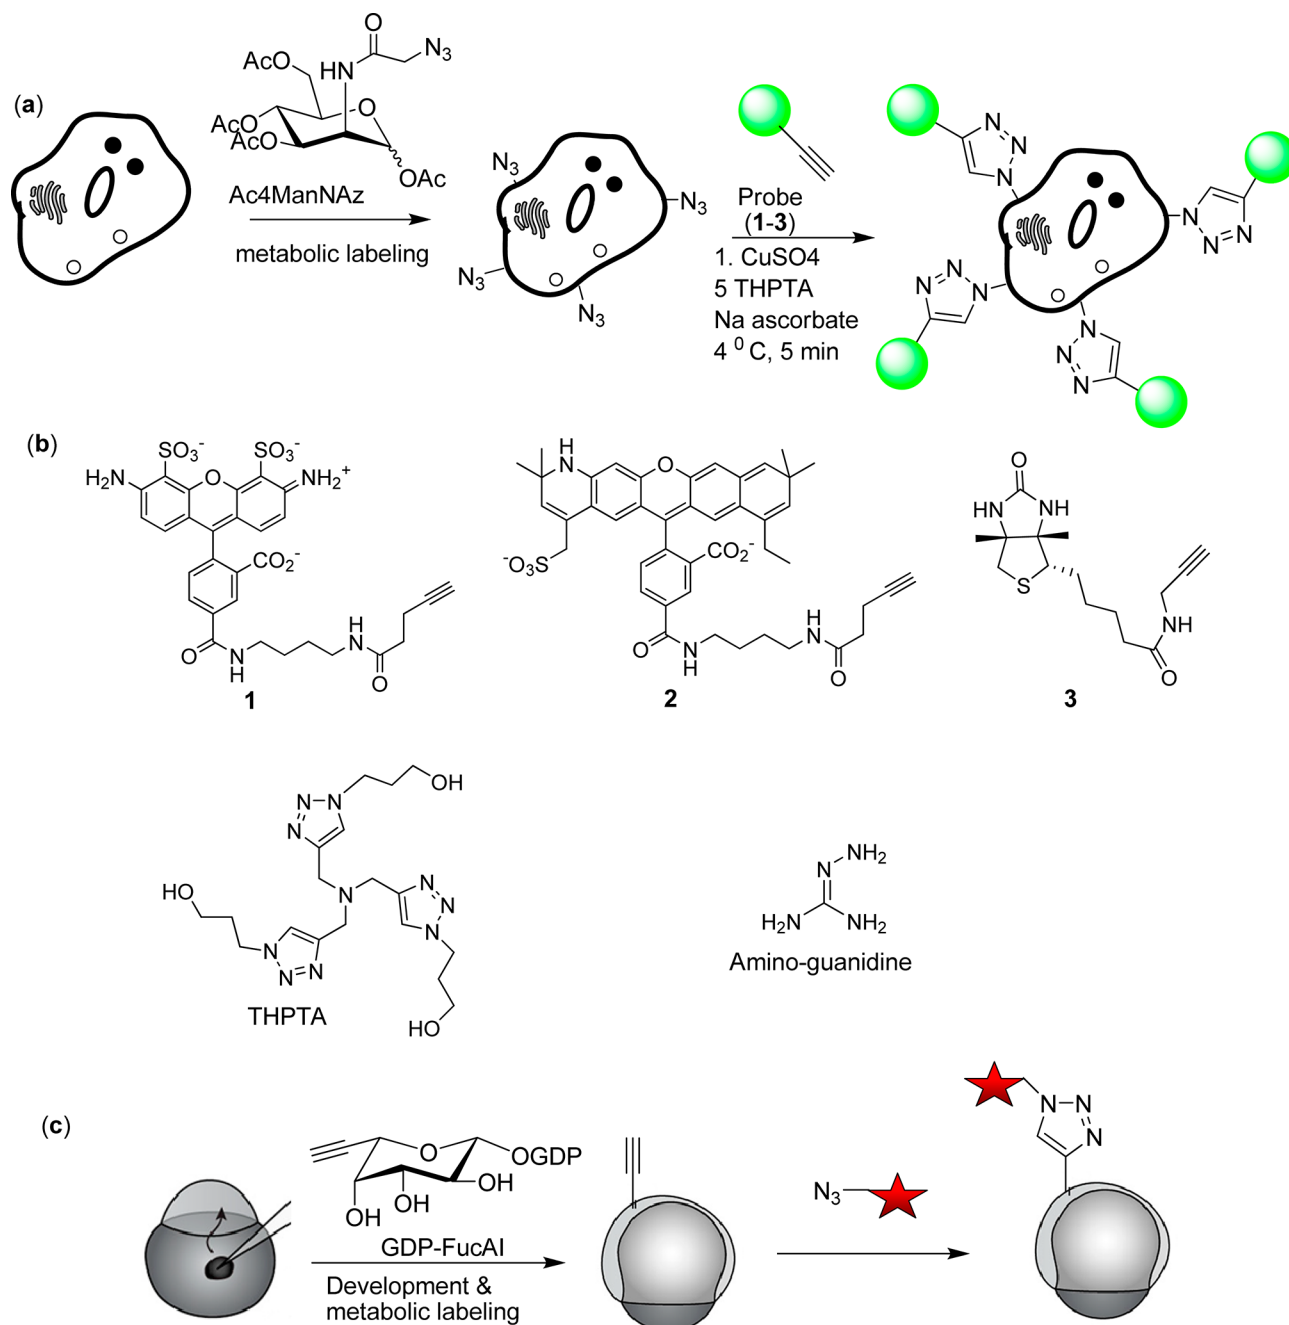 (a)
O
N3
HN
AcO
O
AcO
AcO
OAc
Ac4ManNAz
metabolic labeling
N3
N3
N3
N3
Probe
(1-3)
1. CuSO4
5 THPTA
Na ascorbate
4 0 C, 5 min
N
N
N
N
N
N
N
N
N
N
N
N
(b)
SO3-
SO3-
H2N
O
NH2+
CO2-
O
N
H
H
N
O
1
H
N
O
-O3S
CO2-
O
N
H
H
N
O
2
O
HN
NH
S
NH
O
3
N
N
N
OH
HO
N
N
N
N
N
N
N
HO
THPTA
NH2
N
H2N
NH2
Amino-guanidine
(c)
O
OGDP
OH
OH
OH
GDP-FucAl
Development &
metabolic labeling
N3
N
N
N